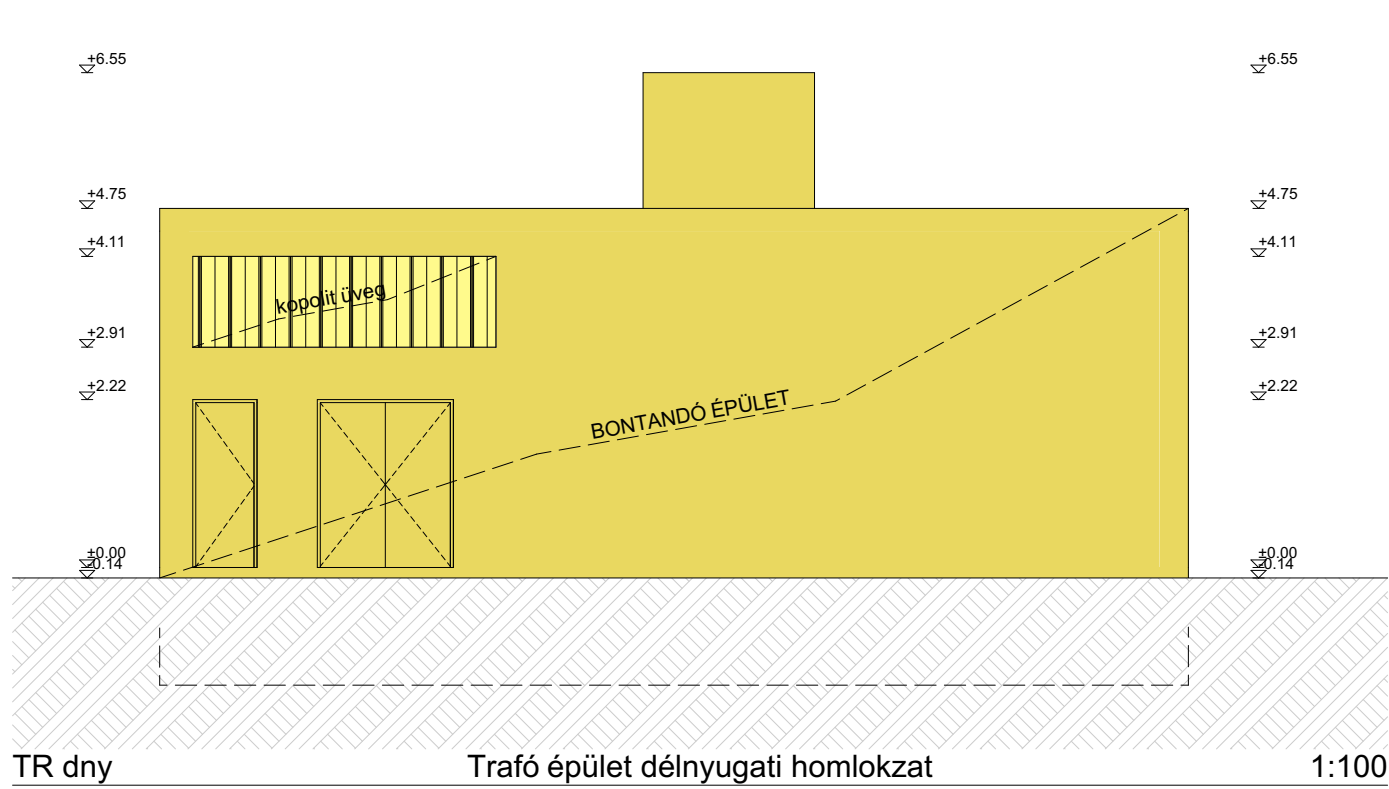 +6.55 +6.55
+4.75 +4.75
+4.11 +4.11
kopolit üveg
+2.91 +2.91
+2.22 +2.22
BONTANDÓ ÉPÜLET
±0.00 ±0.00
-0.14 -0.14
TR dny Trafó épület délnyugati homlokzat 1:100